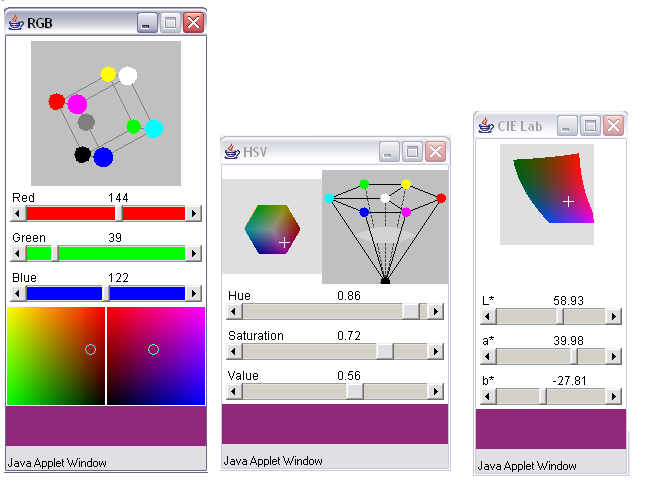 RGB
Red 144
Green 39
Blue 122
Java Applet Window
HSV
Hue 0.86
Saturation 0.72
Value 0.56
Java Applet Window
CIE Lab
L* 58.93
a* 39.98
b* -27.81
Java Applet Window